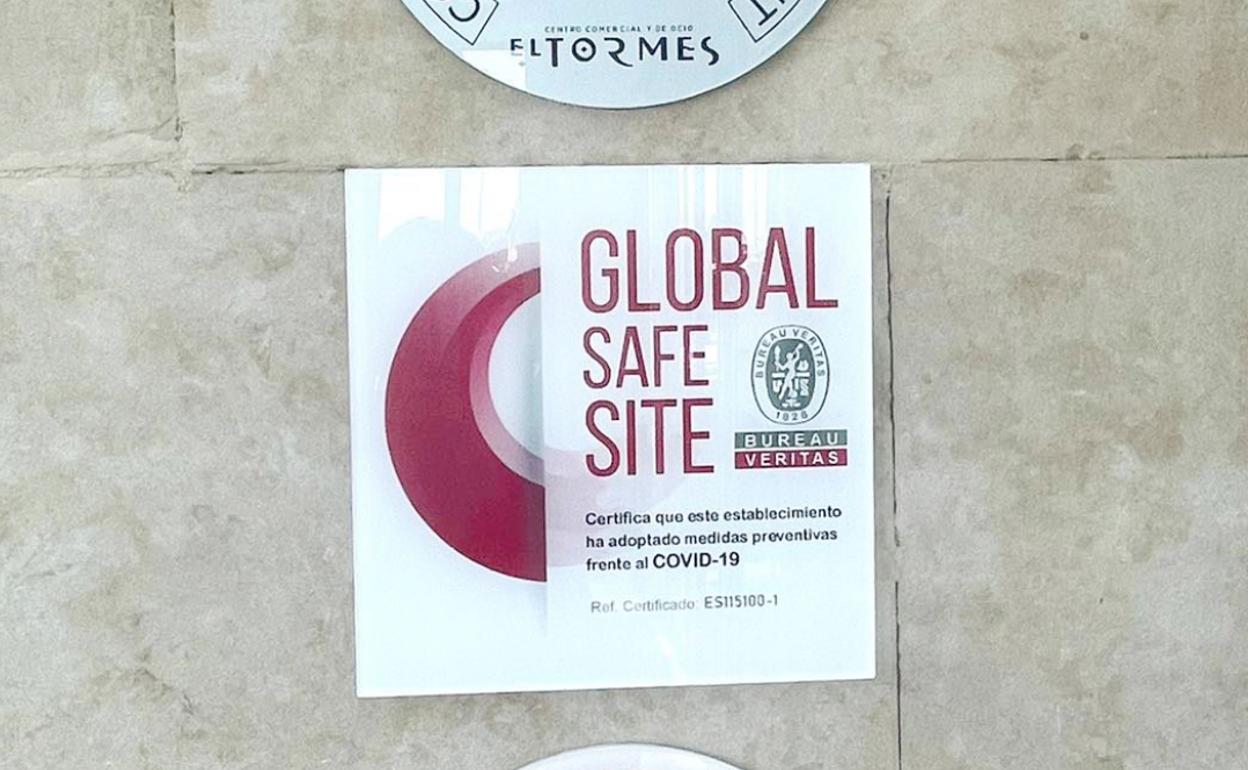 CENTRO COMERCIAL Y DE OCIO
EL TORMES
GLOBAL
SAFE
SITE
BUREAU VERITAS
1828
BUREAU
VERITAS
Certifica que este establecimiento
ha adoptado medidas preventivas
frente al COVID-19
Ref. Certificado: ES115100-1